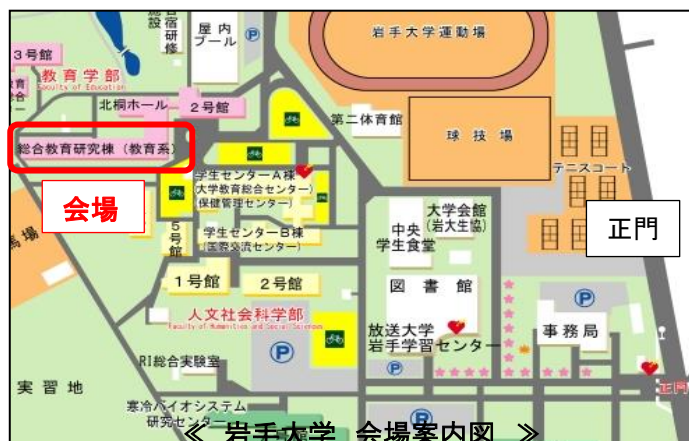 合宿研修
施設
屋内
プール
岩手大学運動場
3号館
教育学部
Faculty of Education
北桐ホール
2号館
第二体育館
球技場
総合教育研究棟（教育系）
テニスコート
学生センターA棟
（大学教育総合センター）
（保健管理センター）
会場
大学会館
（岩大生協）
正門
中央
学生食堂
馬場
5号館
学生センターB棟
（国際交流センター）
1号館
2号館
図書館
人文社会科学部
Faculty of Humanities and Social Sciences
放送大学
岩手学習センター
事務局
RI総合実験室
実習地
正門
寒冷バイオシステム
研究センター
≪ 岩手大学 会場案内図 ≫